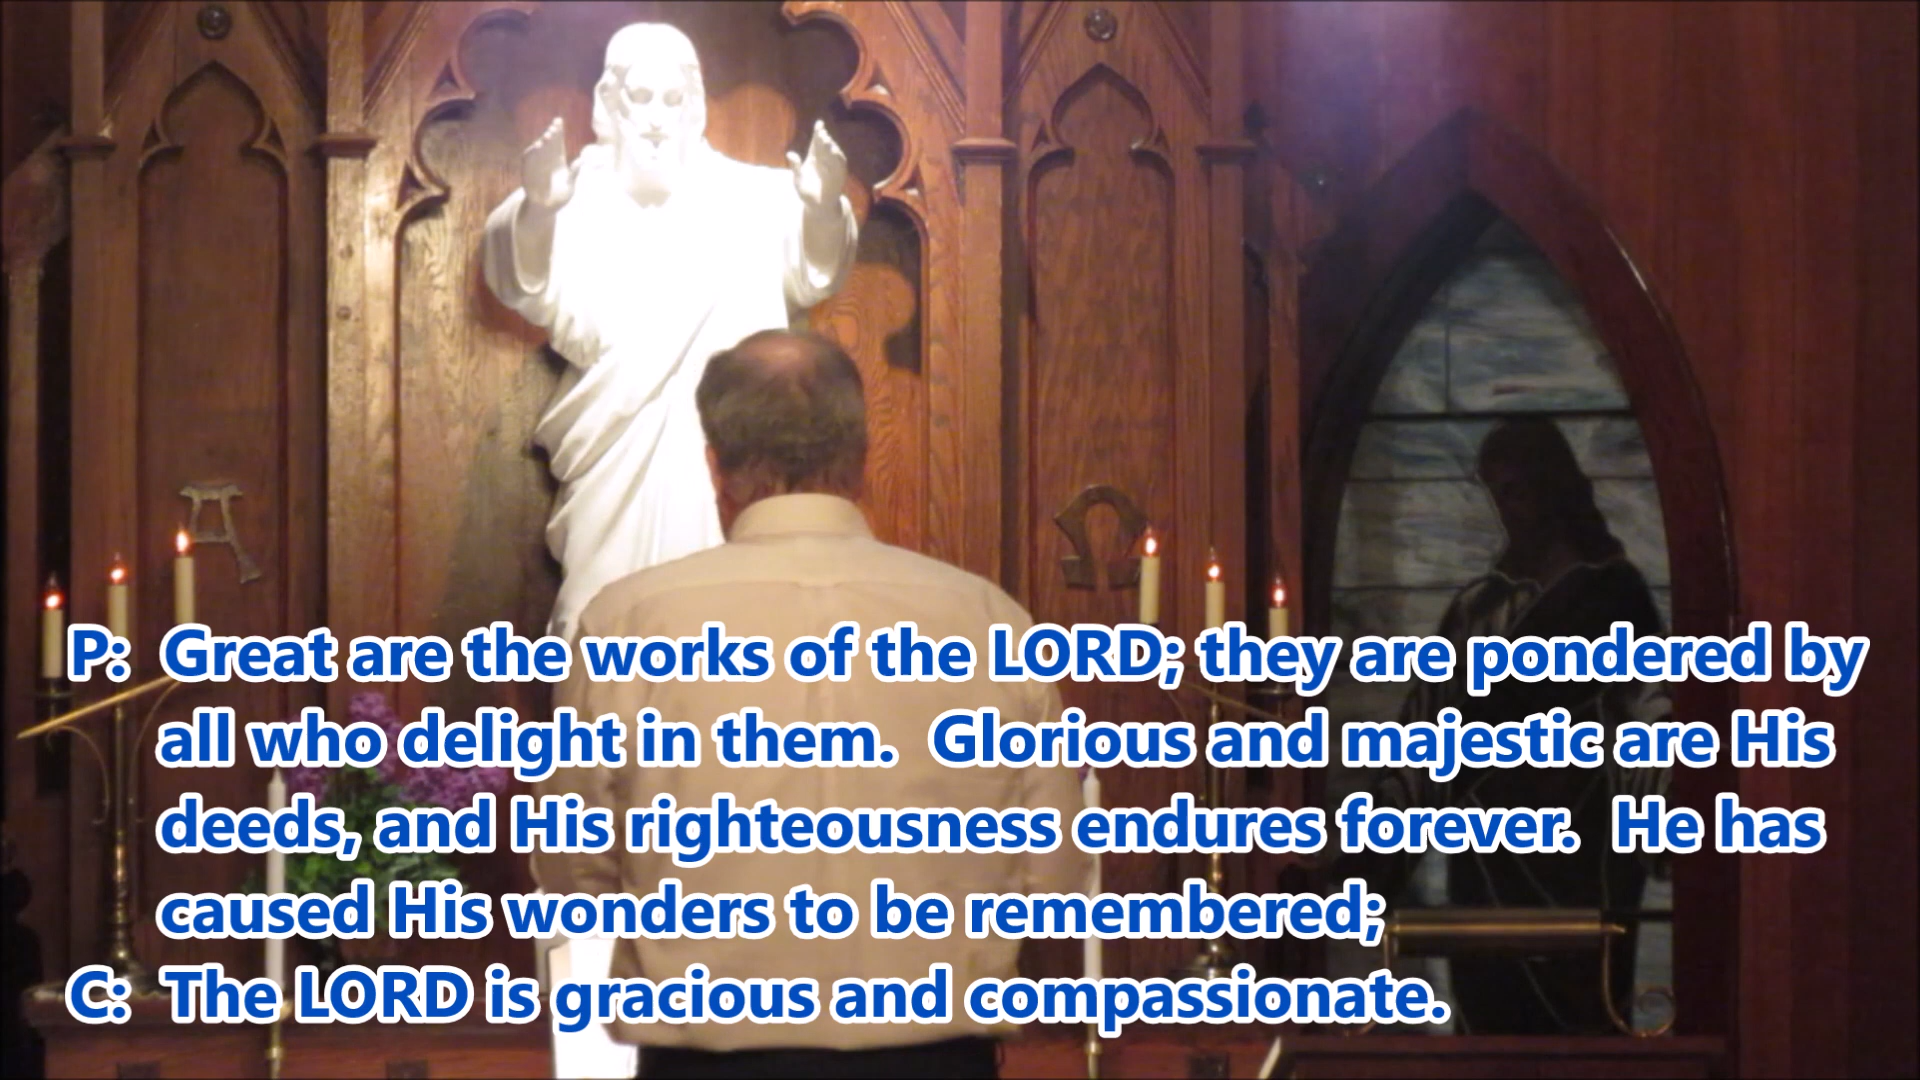 P: Great are the works of the LORD; they are pondered by
all who delight in them. Glorious and majestic are His
deeds, and His righteousness endures forever. He has
caused His wonders to be remembered;
C: The LORD is gracious and compassionate.